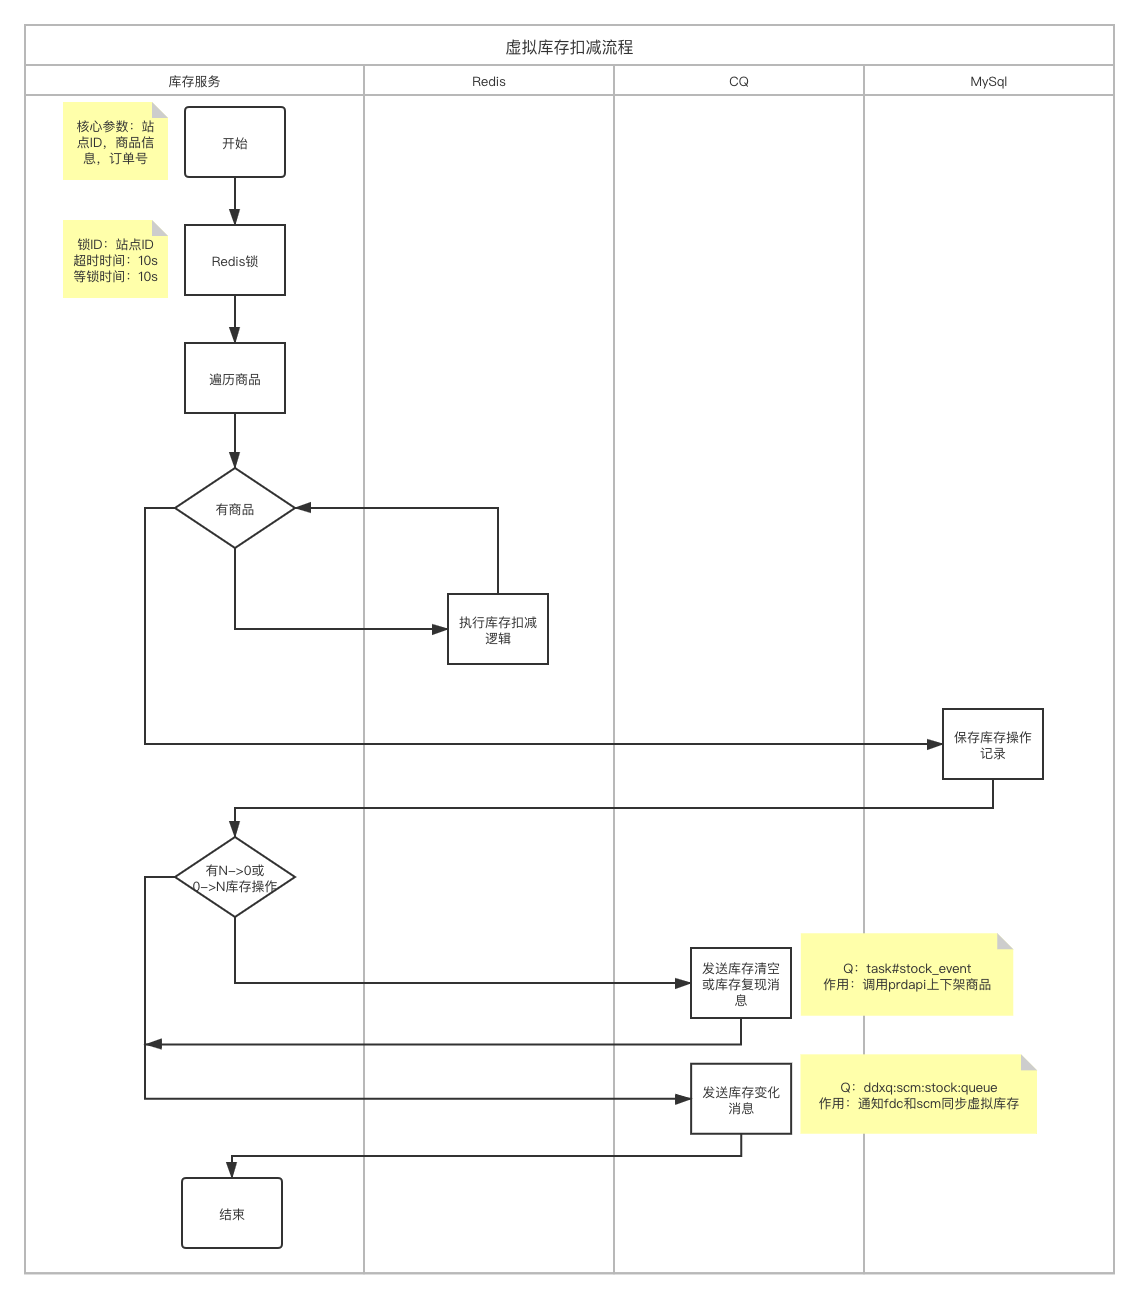 虚拟库存扣减流程
库存服务
Redis
CQ
MySql
核心参数：站
点ID，商品信
息，订单号
开始
锁ID：站点ID
超时时间：10s
等锁时间：10s
Redis锁
遍历商品
有商品
执行库存扣减
逻辑
保存库存操作
记录
有N->0或
0->N库存操作
发送库存清空
或库存复现消
息
Q：task#stock_event
作用：调用prdapi上下架商品
发送库存变化
消息
Q：ddxq:scm:stock:queue
作用：通知fdc和scm同步虚拟库存
结束